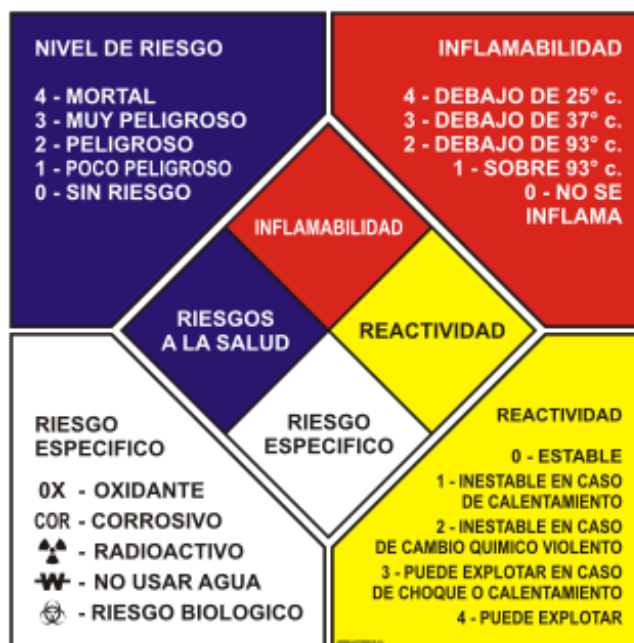 NIVEL DE RIESGO
4 - MORTAL
3 - MUY PELIGROSO
2 - PELIGROSO
1 - POCO PELIGROSO
0 - SIN RIESGO
INFLAMABILIDAD
4 - DEBAJO DE 25° c.
3 - DEBAJO DE 37° c.
2 - DEBAJO DE 93° c.
1 - SOBRE 93° c.
0 - NO SE
INFLAMA
INFLAMABILIDAD
RIESGOS
A LA SALUD
REACTIVIDAD
RIESGO
ESPECIFICO
RIESGO
ESPECIFICO
0X - OXIDANTE
COR - CORROSIVO
- RADIOACTIVO
W - NO USAR AGUA
- RIESGO BIOLOGICO
REACTIVIDAD
0 - ESTABLE
1 - INESTABLE EN CASO
DE CALENTAMIENTO
2 - INESTABLE EN CASO
DE CAMBIO QUIMICO VIOLENTO
3 - PUEDE EXPLOTAR EN CASO
DE CHOQUE O CALENTAMIENTO
4 - PUEDE EXPLOTAR